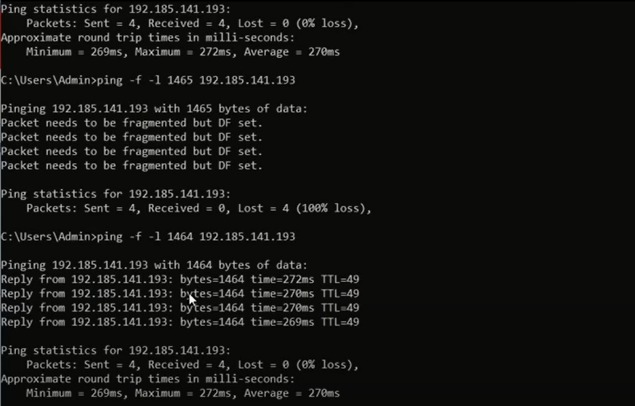 Ping statistics for 192.185.141.193:
Packets: Sent = 4, Received = 4, Lost = 0 (0% loss),
Approximate round trip times in milli-seconds:
Minimum = 269ms, Maximum = 272ms, Average = 270ms
C:\Users\Admin>ping -f -l 1465 192.185.141.193
Pinging 192.185.141.193 with 1465 bytes of data:
Packet needs to be fragmented but DF set.
Packet needs to be fragmented but DF set.
Packet needs to be fragmented but DF set.
Packet needs to be fragmented but DF set.
Ping statistics for 192.185.141.193:
Packets: Sent = 4, Received = 0, Lost = 4 (100% loss),
C:\Users\Admin>ping -f -l 1464 192.185.141.193
Pinging 192.185.141.193 with 1464 bytes of data:
Reply from 192.185.141.193: bytes=1464 time=272ms TTL=49
Reply from 192.185.141.193: bytes=1464 time=270ms TTL=49
Reply from 192.185.141.193: bytes=1464 time=270ms TTL=49
Reply from 192.185.141.193: bytes=1464 time=269ms TTL=49
Ping statistics for 192.185.141.193:
Packets: Sent = 4, Received = 4, Lost = 0 (0% loss),
Approximate round trip times in milli-seconds:
Minimum = 269ms, Maximum = 272ms, Average = 270ms